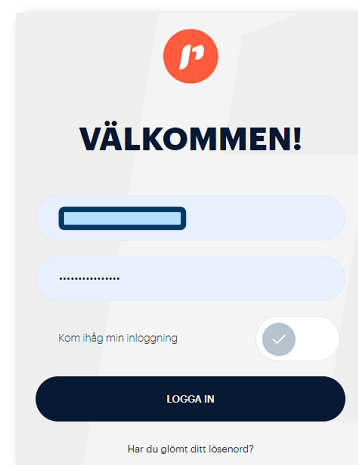 VÄLKOMMEN!
••••••••••••••••
Kom ihåg min inloggning
LOGGA IN
Har du glömt ditt lösenord?